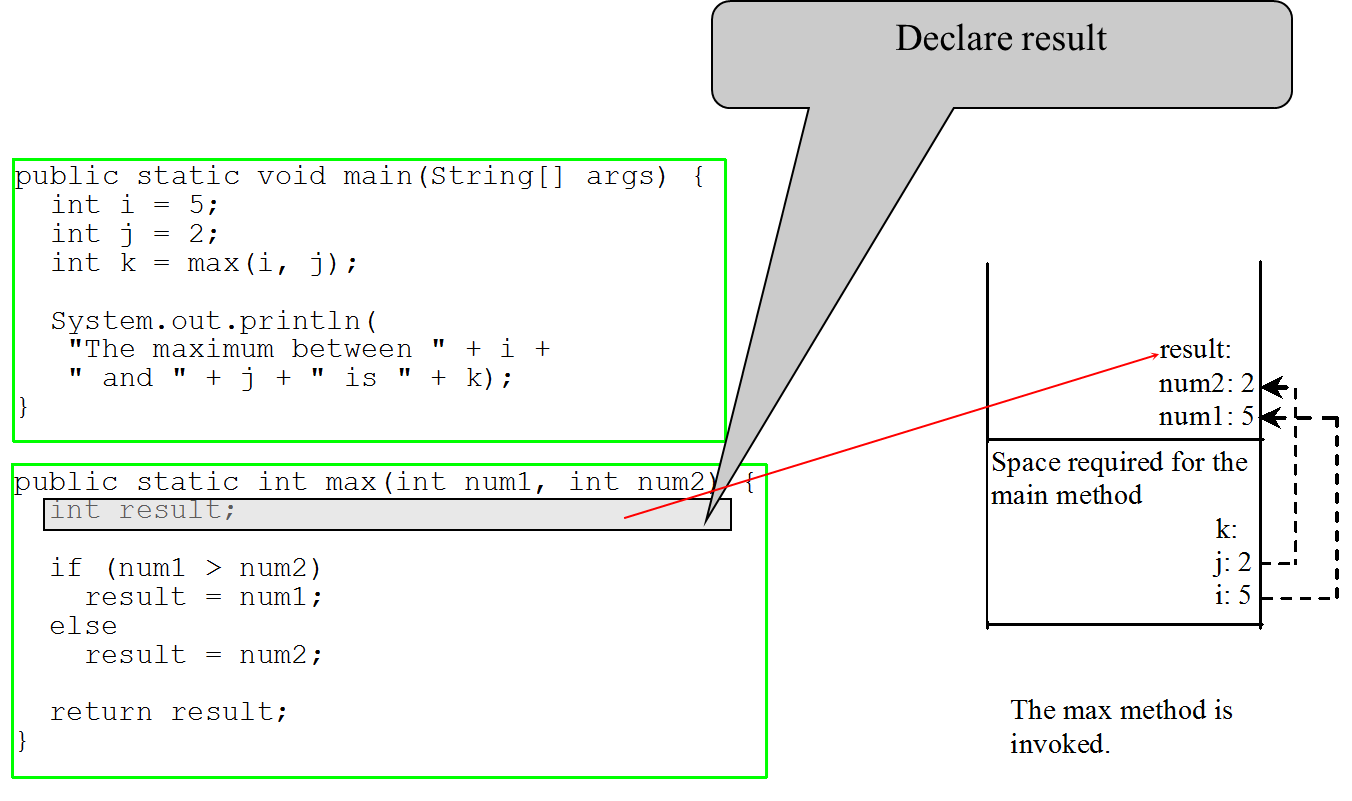 Declare result
public static void main(String[] args) {
  int i = 5;
  int j = 2;
  int k = max(i, j);
  System.out.println(
   "The maximum between " + i +
   " and " + j + " is " + k);
}
public static int max(int num1, int num2) {
  int result;
  if (num1 > num2)
    result = num1;
  else
    result = num2;
  return result;
}
result:
num2: 2
num1: 5
Space required for the
main method
k:
j: 2
i: 5
The max method is
invoked.